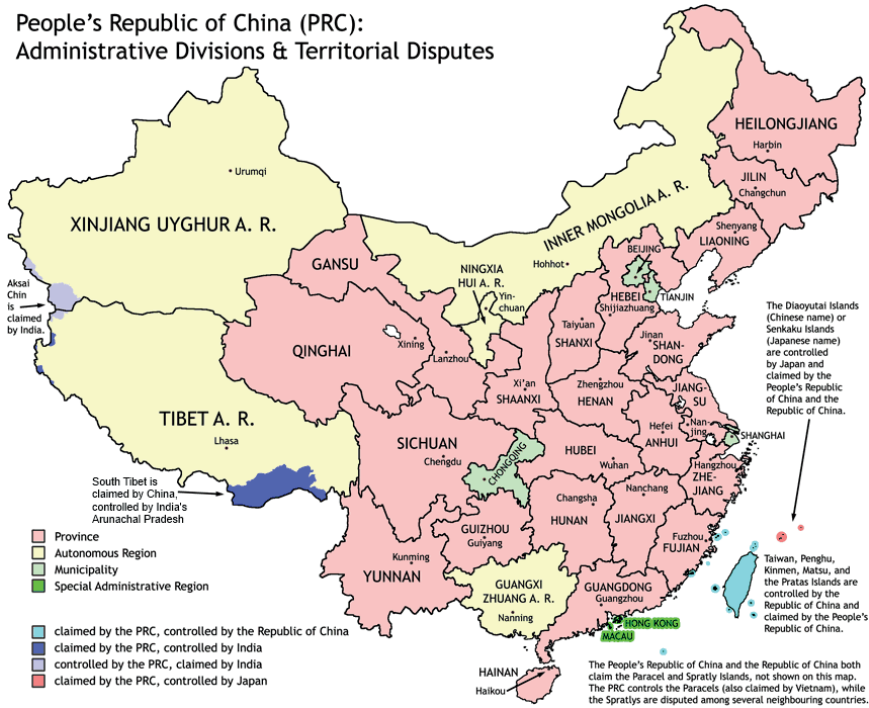 People's Republic of China (PRC):
Administrative Divisions & Territorial Disputes
HEILONGJIANG
Harbin
JILIN
Changchun
Urumqi
XINJIANG UYGHUR A. R.
INNER MONGOLIA A. R.
Shenyang
LIAONING
BEIJING
Hohhot
GANSU
NINGXIA
HUI A. R.
Yin-
chuan
HEBEI
TIANJIN
Shijiazhuang
Aksai
Chin
is
claimed
by India.
The Diaoyutai Islands
(Chinese name) or
Senkaku Islands
(Japanese name)
are controlled
by Japan and
claimed by the
People's Republic
of China and the
Republic of China.
Taiyuan
SHANXI
Jinan
SHAN-
DONG
QINGHAI
Xining
Lanzhou
Xi'an
SHAANXI
Zhengzhou
HENAN
JIANG-
SU
TIBET A. R.
Lhasa
SICHUAN
Chengdu
CHONGQING
HUBEI
Wuhan
Hefei
ANHUI
Nan-
jing
SHANGHAI
Hangzhou
ZHE-
JIANG
South Tibet is
claimed by China,
controlled by India's
Arunachal Pradesh
Changsha
HUNAN
Nanchang
JIANGXI
GUIZHOU
Guiyang
Fuzhou
FUJIAN
Kunming
YUNNAN
GUANGXI
ZHUANG A. R.
Nanning
GUANGDONG
Guangzhou
HONG KONG
MACAU
HAINAN
Haikou
Taiwan, Penghu,
Kinmen, Matsu, and
the Pratas Islands are
controlled by the
Republic of China and
claimed by the People's
Republic of China.
Province
Autonomous Region
Municipality
Special Administrative Region
claimed by the PRC, controlled by the Republic of China
claimed by the PRC, controlled by India
controlled by the PRC, claimed by India
claimed by the PRC, controlled by Japan
The People's Republic of China and the Republic of China both
claim the Paracel and Spratly Islands, not shown on this map.
The PRC controls the Paracels (also claimed by Vietnam), while
the Spratlys are disputed among several neighbouring countries.